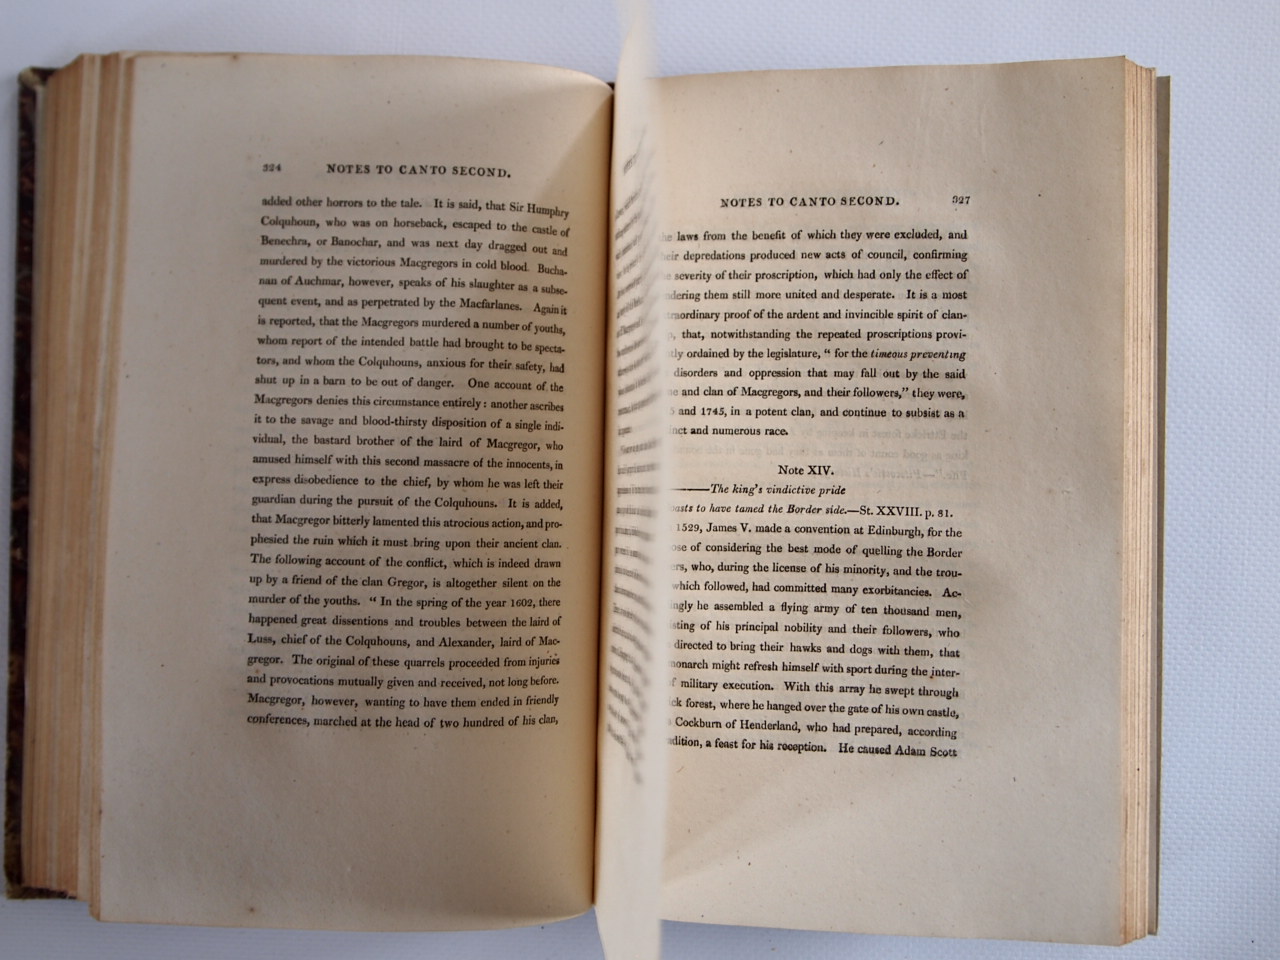 324 NOTES TO CANTO SECOND.
added other horrors to the tale. It is said, that Sir Humphry
Colquhoun, who was on horseback, escaped to the castle of
Benechra, or Banochar, and was next day dragged out and
murdered by the victorious Macgregors in cold blood. Bucha-
nan of Auchmar, however, speaks of his slaughter as a subse-
quent event, and as perpetrated by the Macfarlanes. Again it
is reported, that the Macgregors murdered a number of youths,
whom report of the intended battle had brought to be specta-
tors, and whom the Colquhouns, anxious for their safety, had
shut up in a barn to be out of danger. One account of the
Macgregors denies this circumstance entirely: another ascribes
it to the savage and blood-thirsty disposition of a single indi-
vidual, the bastard brother of the laird of Macgregor, who
amused himself with this second massacre of the innocents, in
express disobedience to the chief, by whom he was left their
guardian during the pursuit of the Colquhouns. It is added,
that Macgregor bitterly lamented this atrocious action, and pro-
phesied the ruin which it must bring upon their ancient clan.
The following account of the conflict, which is indeed drawn
up by a friend of the clan Gregor, is altogether silent on the
murder of the youths. “ In the spring of the year 1602, there
happened great dissentions and troubles between the laird of
Luss, chief of the Colquhouns, and Alexander, laird of Mac-
gregor. The original of these quarrels proceeded from injuries
and provocations mutually given and received, not long before.
Macgregor, however, wanting to have them ended in friendly
conferences, marched at the head of two hundred of his clan,
NOTES TO CANTO SECOND. 327
laws from the benefit of which they were excluded, and
depredations produced new acts of council, confirming
severity of their proscription, which had only the effect of
dering them still more united and desperate. It is a most
raordinary proof of the ardent and invincible spirit of clan-
, that, notwithstanding the repeated proscriptions provi-
tly ordained by the legislature, “ for the timeous preventing
disorders and oppression that may fall out by the said
and clan of Macgregors, and their followers,” they were,
and 1745, in a potent clan, and continue to subsist as a
nct and numerous race.
Note XIV.
———The king's vindictive pride
asts to have tamed the Border side.—St. XXVIII. p. 81.
1529, James V. made a convention at Edinburgh, for the
ose of considering the best mode of quelling the Border
rs, who, during the license of his minority, and the trou-
which followed, had committed many exorbitancies. Ac-
ngly he assembled a flying army of ten thousand men,
sting of his principal nobility and their followers, who
directed to bring their hawks and dogs with them, that
monarch might refresh himself with sport during the inter-
f military execution. With this array he swept through
ck forest, where he hanged over the gate of his own castle,
Cockburn of Henderland, who had prepared, according
dition, a feast for his reception. He caused Adam Scott